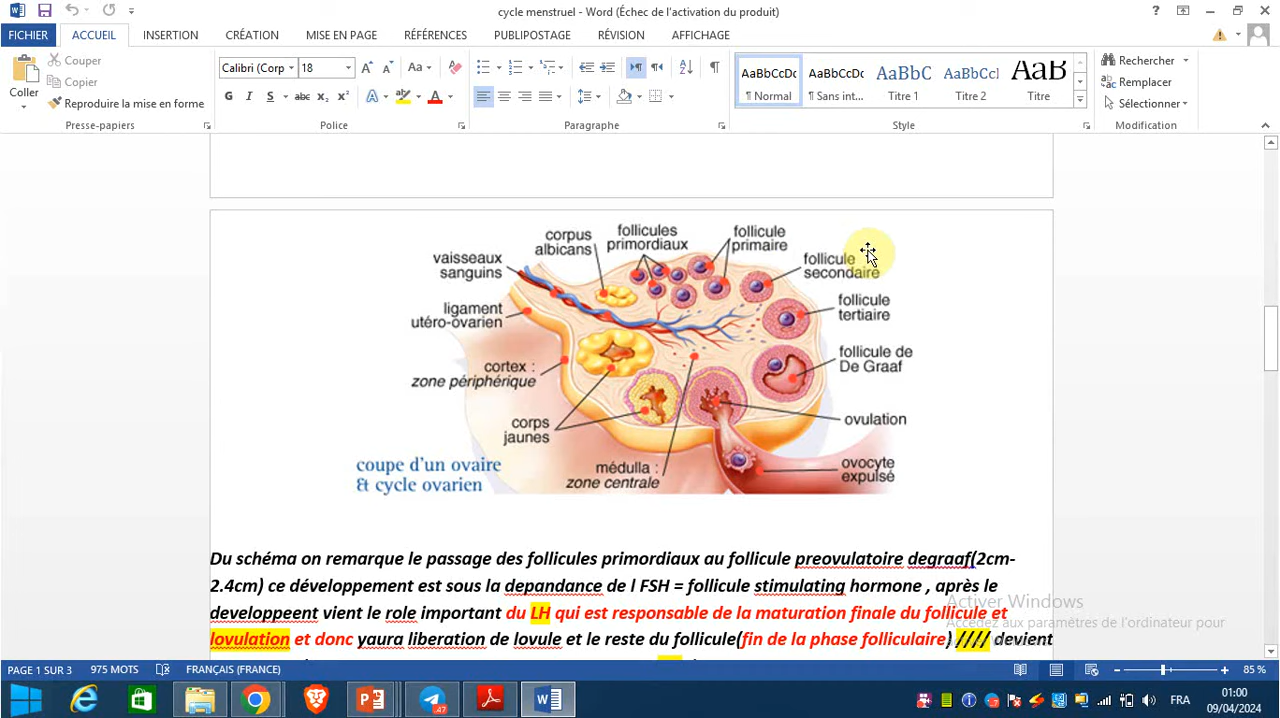 cycle menstruel - Word (Échec de l'activation du produit)
FICHIER ACCUEIL INSERTION CRÉATION MISE EN PAGE RÉFÉRENCES PUBLIPOSTAGE RÉVISION AFFICHAGE
Coller
Couper
Copier
Reproduire la mise en forme
Presse-papiers
Calibri (Corp 18
Police
Paragraphe
AaBbCcDc AaBbCcDc AaBbC AaBbCcI AaB
¶ Normal ¶ Sans int... Titre 1 Titre 2 Titre
Style
Rechercher
Remplacer
Sélectionner
Modification
corpus
albicans
follicules
primordiaux
follicule
primaire
vaisseaux
sanguins
follicule
secondaire
ligament
utéro-ovarien
follicule
tertiaire
cortex :
zone périphérique
follicule de
De Graaf
corps
jaunes
ovulation
médulla :
zone centrale
ovocyte
expulsé
coupe d'un ovaire
& cycle ovarien
Du schéma on remarque le passage des follicules primordiaux au follicule preovulatoire degraaf(2cm-
2.4cm) ce développement est sous la depandance de l FSH = follicule stimulating hormone , après le
developpeent vient le role important du LH qui est responsable de la maturation finale du follicule et
lovulation et donc yaura liberation de lovule et le reste du follicule(fin de la phase folliculaire) //// devient
Activer Windows
Accédez aux paramètres de l'ordinateur pour
PAGE 1 SUR 3 975 MOTS FRANÇAIS (FRANCE) 85 %
47
FRA
01:00
09/04/2024